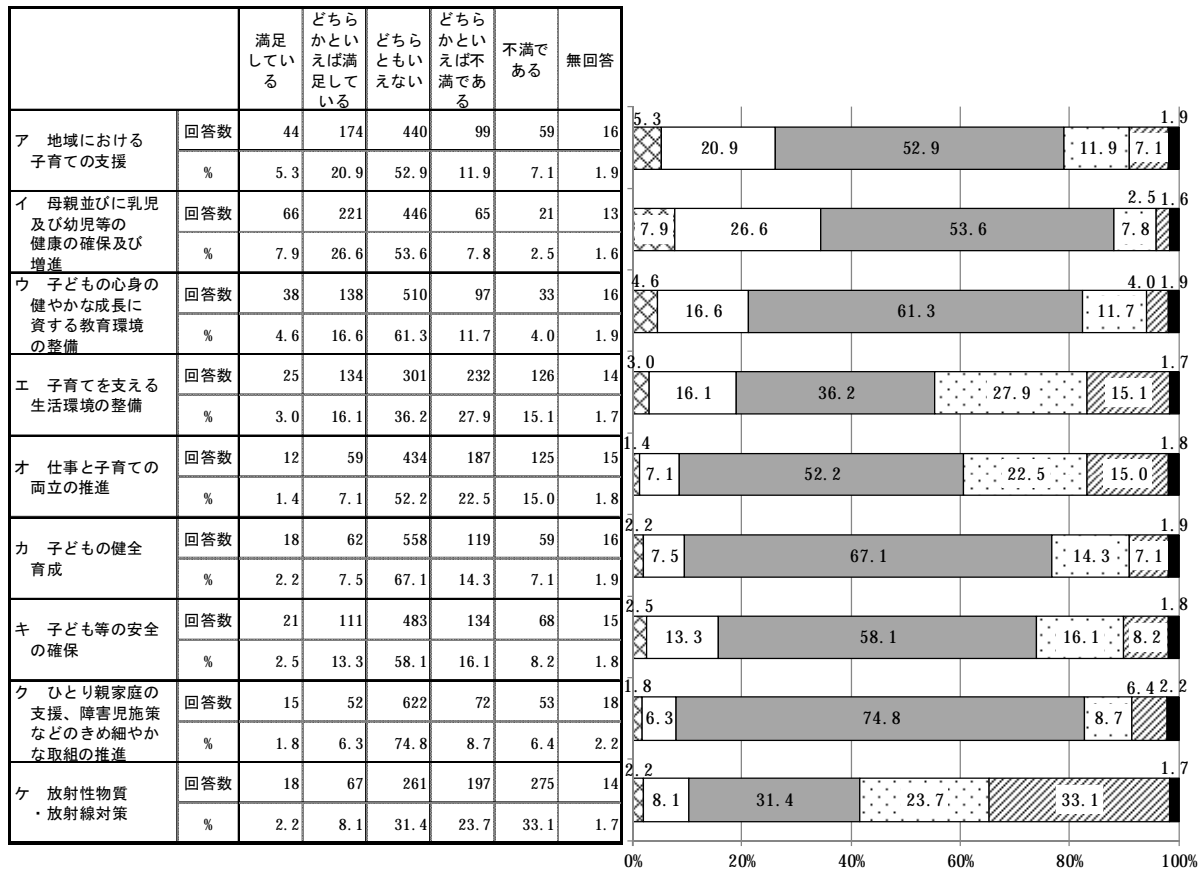 満足
してい
る
どちら
かとい
えば満
足して
いる
どちら
ともい
えない
どちら
かとい
えば不
満であ
る
不満で
ある
無回答
ア 地域における
子育ての支援
回答数 44 174 440 99 59 16
% 5.3 20.9 52.9 11.9 7.1 1.9
イ 母親並びに乳児
及び幼児等の
健康の確保及び
増進
回答数 66 221 446 65 21 13
% 7.9 26.6 53.6 7.8 2.5 1.6
ウ 子どもの心身の
健やかな成長に
資する教育環境
の整備
回答数 38 138 510 97 33 16
% 4.6 16.6 61.3 11.7 4.0 1.9
エ 子育てを支える
生活環境の整備
回答数 25 134 301 232 126 14
% 3.0 16.1 36.2 27.9 15.1 1.7
オ 仕事と子育ての
両立の推進
回答数 12 59 434 187 125 15
% 1.4 7.1 52.2 22.5 15.0 1.8
カ 子どもの健全
育成
回答数 18 62 558 119 59 16
% 2.2 7.5 67.1 14.3 7.1 1.9
キ 子ども等の安全
の確保
回答数 21 111 483 134 68 15
% 2.5 13.3 58.1 16.1 8.2 1.8
ク ひとり親家庭の
支援、障害児施策
などのきめ細やか
な取組の推進
回答数 15 52 622 72 53 18
% 1.8 6.3 74.8 8.7 6.4 2.2
ケ 放射性物質
・放射線対策
回答数 18 67 261 197 275 14
% 2.2 8.1 31.4 23.7 33.1 1.7
5.3 1.9
20.9 52.9 11.9 7.1
2.5 1.6
7.9 26.6 53.6 7.8
4.6 4.0 1.9
16.6 61.3 11.7
3.0 1.7
16.1 36.2 27.9 15.1
1.4 1.8
7.1 52.2 22.5 15.0
2.2 1.9
7.5 67.1 14.3 7.1
2.5 1.8
13.3 58.1 16.1 8.2
1.8 6.4 2.2
6.3 74.8 8.7
2.2 1.7
8.1 31.4 23.7 33.1
0% 20% 40% 60% 80% 100%